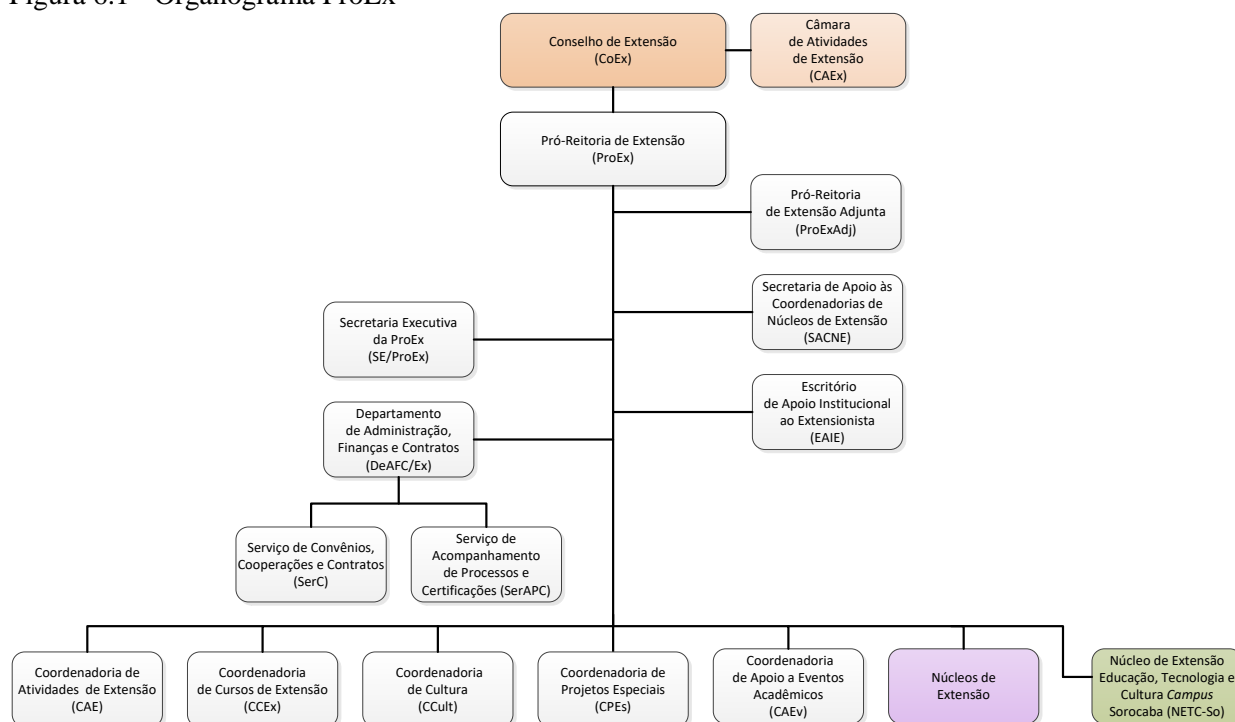 Figura 6.1 - Organograma ProEx
Conselho de Extensão
(CoEx)
Câmara
de Atividades
de Extensão
(CAEx)
Pró-Reitoria de Extensão
(ProEx)
Pró-Reitoria
de Extensão Adjunta
(ProExAdj)
Secretaria de Apoio às
Coordenadorias de
Núcleos de Extensão
(SACNE)
Secretaria Executiva
da ProEx
(SE/ProEx)
Escritório
de Apoio Institucional
ao Extensionista
(EAIE)
Departamento
de Administração,
Finanças e Contratos
(DeAFC/Ex)
Serviço de Convênios,
Cooperações e Contratos
(SerC)
Serviço de
Acompanhamento
de Processos e
Certificações (SerAPC)
Coordenadoria de
Atividades de Extensão
(CAE)
Coordenadoria
de Cursos de Extensão
(CCEx)
Coordenadoria
de Cultura
(CCult)
Coordenadoria de
Projetos Especiais
(CPEs)
Coordenadoria
de Apoio a Eventos
Acadêmicos
(CAEv)
Núcleos de
Extensão
Núcleo de Extensão
Educação, Tecnologia e
Cultura Campus
Sorocaba (NETC-So)